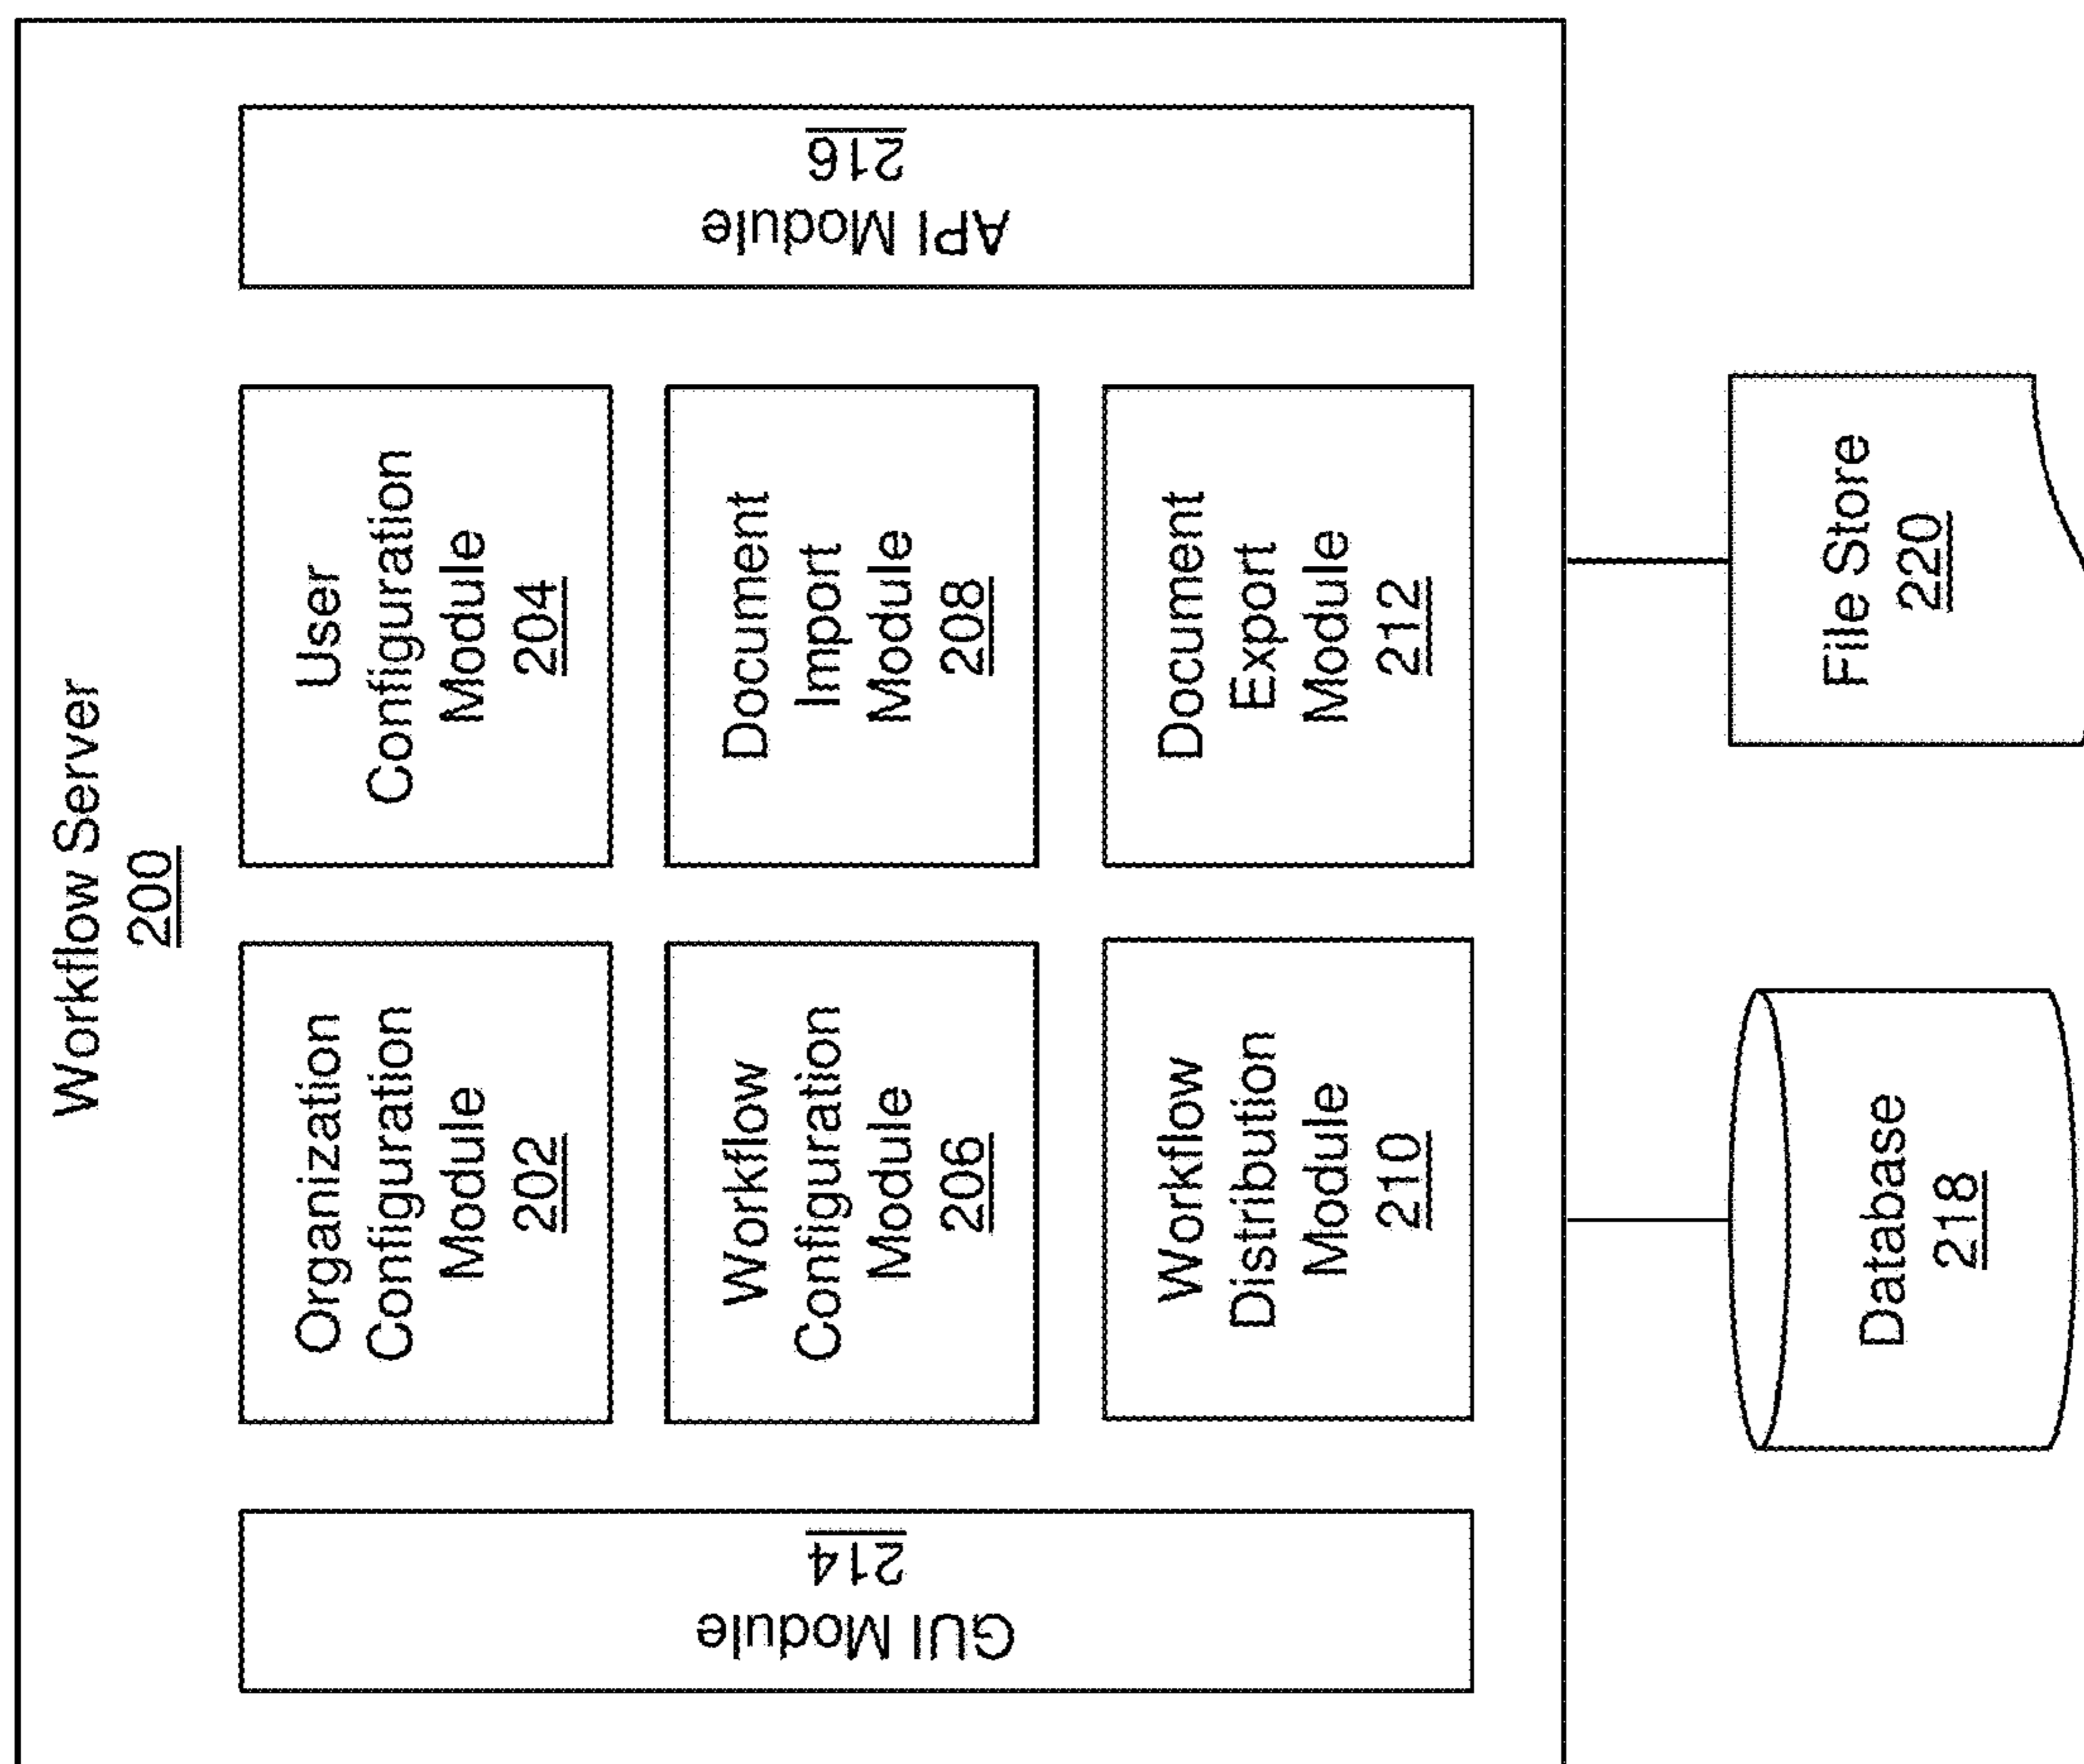 Workflow Server
200
GUI Module
214
Organization
Configuration
Module
202
User
Configuration
Module
204
Workflow
Configuration
Module
206
Document
Import
Module
208
Workflow
Distribution
Module
210
Document
Export
Module
212
API Module
216
Database
218
File Store
220